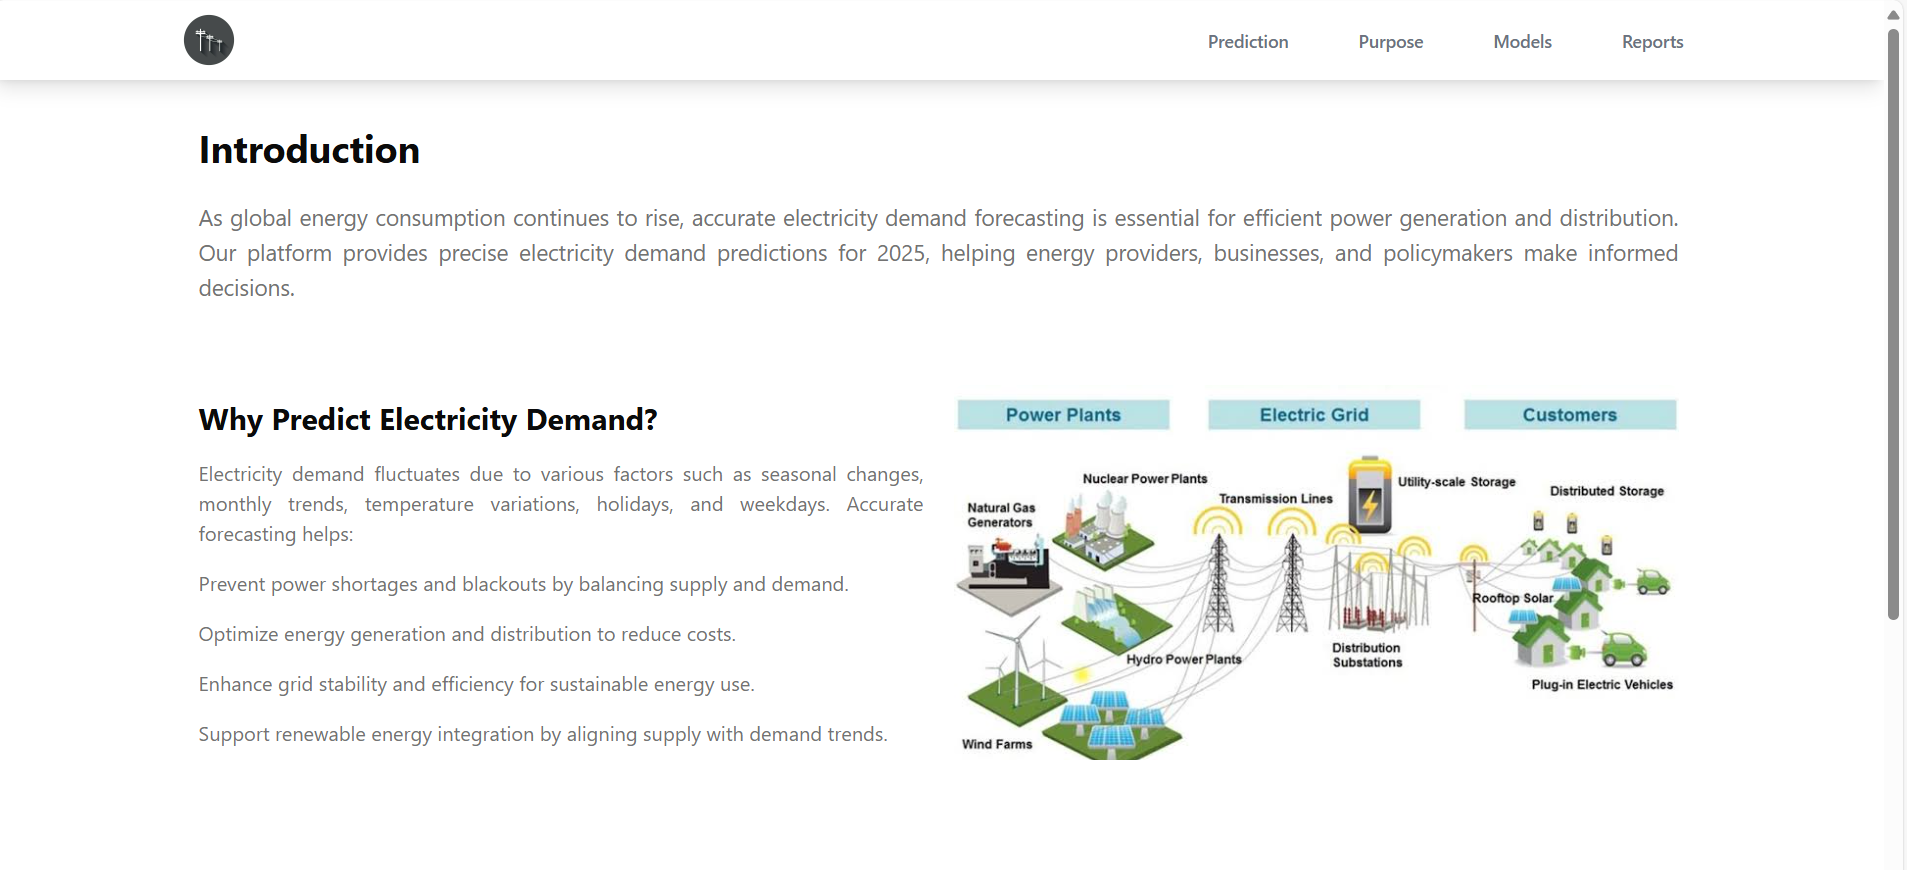 Prediction Purpose Models Reports
Introduction
As global energy consumption continues to rise, accurate electricity demand forecasting is essential for efficient power generation and distribution.
Our platform provides precise electricity demand predictions for 2025, helping energy providers, businesses, and policymakers make informed
decisions.
Why Predict Electricity Demand?
Electricity demand fluctuates due to various factors such as seasonal changes,
monthly trends, temperature variations, holidays, and weekdays. Accurate
forecasting helps:
Prevent power shortages and blackouts by balancing supply and demand.
Optimize energy generation and distribution to reduce costs.
Enhance grid stability and efficiency for sustainable energy use.
Support renewable energy integration by aligning supply with demand trends.
Power Plants
Electric Grid
Customers
Nuclear Power Plants
Natural Gas
Generators
Transmission Lines
Utility-scale Storage
Distributed Storage
Rooftop Solar
Hydro Power Plants
Distribution
Substations
Plug-in Electric Vehicles
Wind Farms